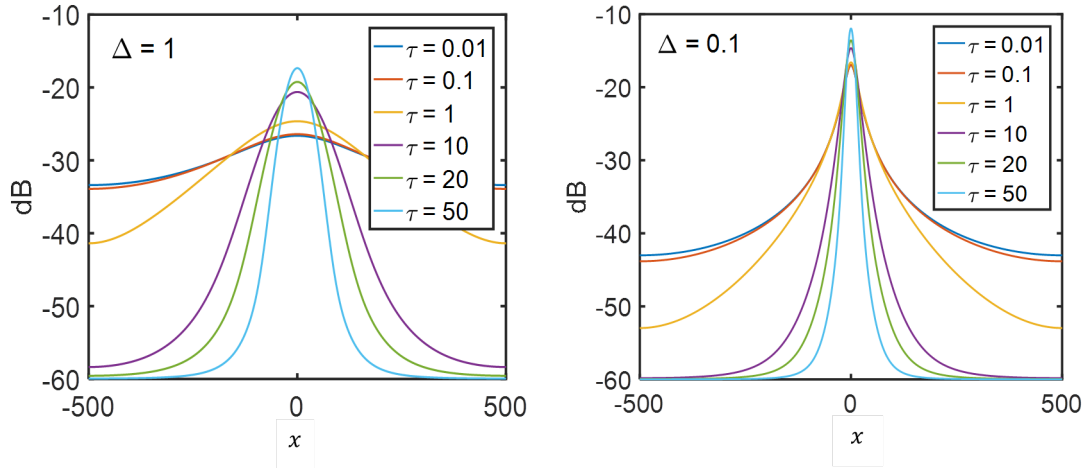 Δ = 1
τ = 0.01
τ = 0.1
τ = 1
τ = 10
τ = 20
τ = 50
-10
-20
-30
-40
-50
-60
dB
-500
0
500
x
Δ = 0.1
τ = 0.01
τ = 0.1
τ = 1
τ = 10
τ = 20
τ = 50
-10
-20
-30
-40
-50
-60
dB
-500
0
500
x